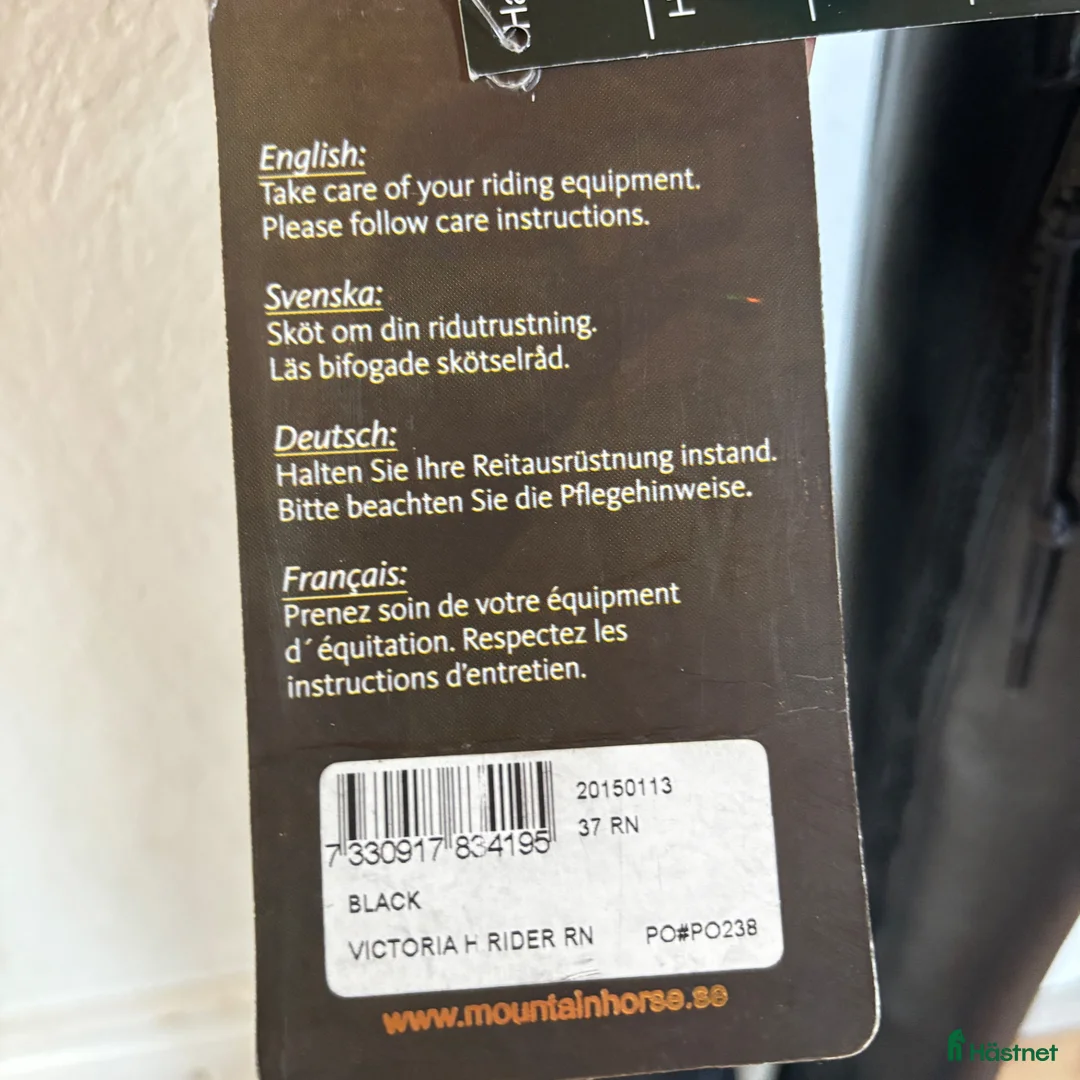 English:
Take care of your riding equipment.
Please follow care instructions.
Svenska:
Sköt om din ridutrustning.
Läs bifogade skötselråd.
Deutsch:
Halten Sie Ihre Reitausrüstnung instand.
Bitte beachten Sie die Pflegehinweise.
Français:
Prenez soin de votre équipment
d´équitation. Respectez les
instructions d'entretien.
20150113
37 RN
7 330917 834195
BLACK
VICTORIA H RIDER RN PO#PO238
www.mountainhorse.se
Hästnet